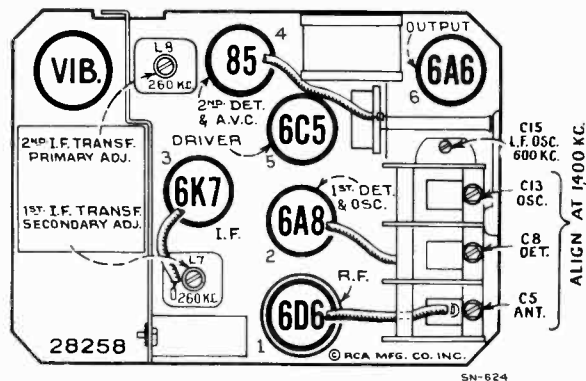 VIB.
L8
260 KC.
85
4
2ND DET.
& A.V.C.
OUTPUT
6A6
6
DRIVER
6C5
5
C15
L.F. OSC.
600 KC.
2ND I.F. TRANSF.
PRIMARY ADJ.
3
6K7
I.F.
1ST DET.
& OSC.
6A8
2
C13
OSC.
C8
DET.
C5
ANT.
ALIGN AT 1400 KC.
1ST I.F. TRANSF.
SECONDARY ADJ.
L7
260 KC.
R.F.
6D6
1
28258
© RCA MFG. CO. INC.
SN-624